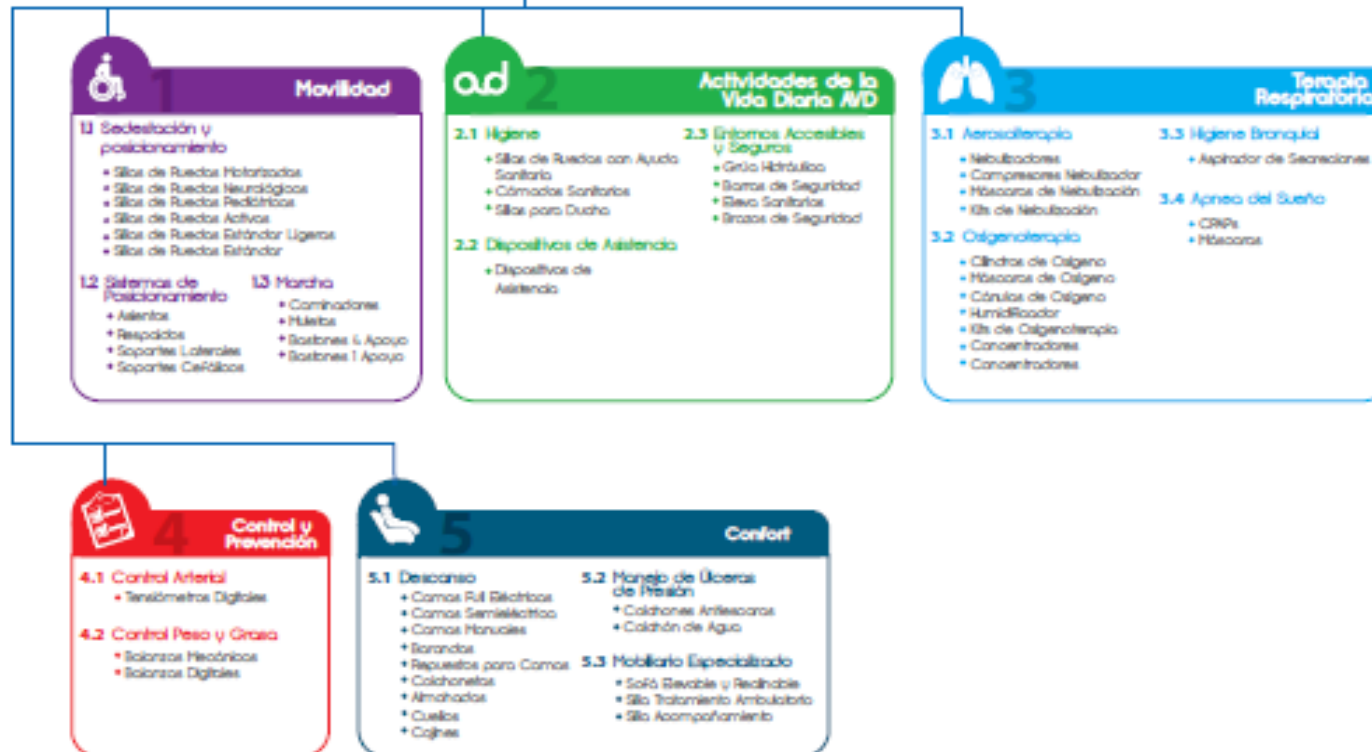 1
Movilidad
1.1 Sedestación y
posicionamiento
• Sillas de Ruedas Motorizadas
• Sillas de Ruedas Neurológicas
• Sillas de Ruedas Pediátricas
• Sillas de Ruedas Activas
• Sillas de Ruedas Estándar Ligeras
• Sillas de Ruedas Estándar
1.2 Sistemas de
Posicionamiento
• Asientos
• Respaldos
• Soportes Laterales
• Soportes Cefálicos
1.3 Marcha
• Caminadores
• Muletas
• Bastones 4 Apoyo
• Bastones 1 Apoyo
a.d
2
Actividades de la
Vida Diaria AVD
2.1 Higiene
• Sillas de Ruedas con Ayuda
Sanitaria
• Cómodos Sanitarios
• Sillas para Ducha
2.2 Dispositivos de Asistencia
• Dispositivos de
Asistencia
2.3 Entornos Accesibles
y Seguros
• Grúa Hidráulica
• Barras de Seguridad
• Eleva Sanitarios
• Brazos de Seguridad
3
Terapia
Respiratoria
3.1 Aerosolterapia
• Nebulizadores
• Compresores Nebulizador
• Máscaras de Nebulización
• Kits de Nebulización
3.2 Oxigenoterapia
• Cilindros de Oxígeno
• Máscaras de Oxígeno
• Cánulas de Oxígeno
• Humidificador
• Kits de Oxigenoterapia
• Concentradores
• Concentradores
3.3 Higiene Bronquial
• Aspirador de Secreciones
3.4 Apnea del Sueño
• CPAPs
• Máscaras
4
Control y
Prevención
4.1 Control Arterial
• Tensiómetros Digitales
4.2 Control Peso y Grasa
• Balanzas Mecánicas
• Balanzas Digitales
5
Confort
5.1 Descanso
• Camas Full Eléctricas
• Camas Semieléctrica
• Camas Manuales
• Barandas
• Repuestos para Camas
• Colchonetas
• Almohadas
• Cuellos
• Cojines
5.2 Manejo de Úlceras
de Presión
• Colchones Antiescaras
• Colchón de Agua
5.3 Mobiliario Especializado
• Sofá Elevable y Reclinable
• Silla Tratamiento Ambulatorio
• Silla Acompañamiento